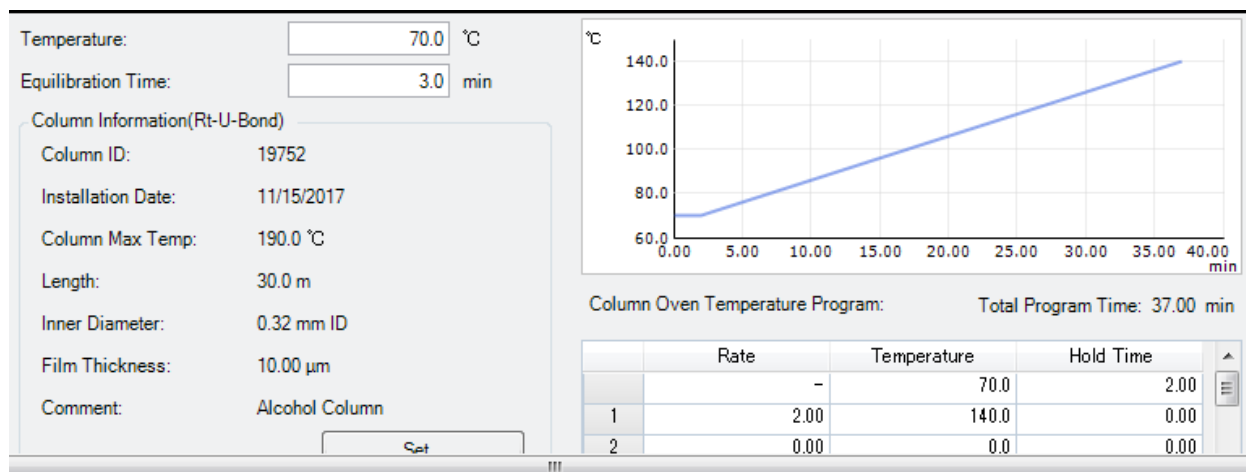 Temperature: 70.0 ℃
Equilibration Time: 3.0 min
Column Information(Rt-U-Bond)
Column ID: 19752
Installation Date: 11/15/2017
Column Max Temp: 190.0 ℃
Length: 30.0 m
Inner Diameter: 0.32 mm ID
Film Thickness: 10.00 µm
Comment: Alcohol Column
Set
℃
140.0
120.0
100.0
80.0
60.0
0.00 5.00 10.00 15.00 20.00 25.00 30.00 35.00 40.00
min
Column Oven Temperature Program: Total Program Time: 37.00 min
Rate Temperature Hold Time
- 70.0 2.00
1 2.00 140.0 0.00
2 0.00 0.0 0.00